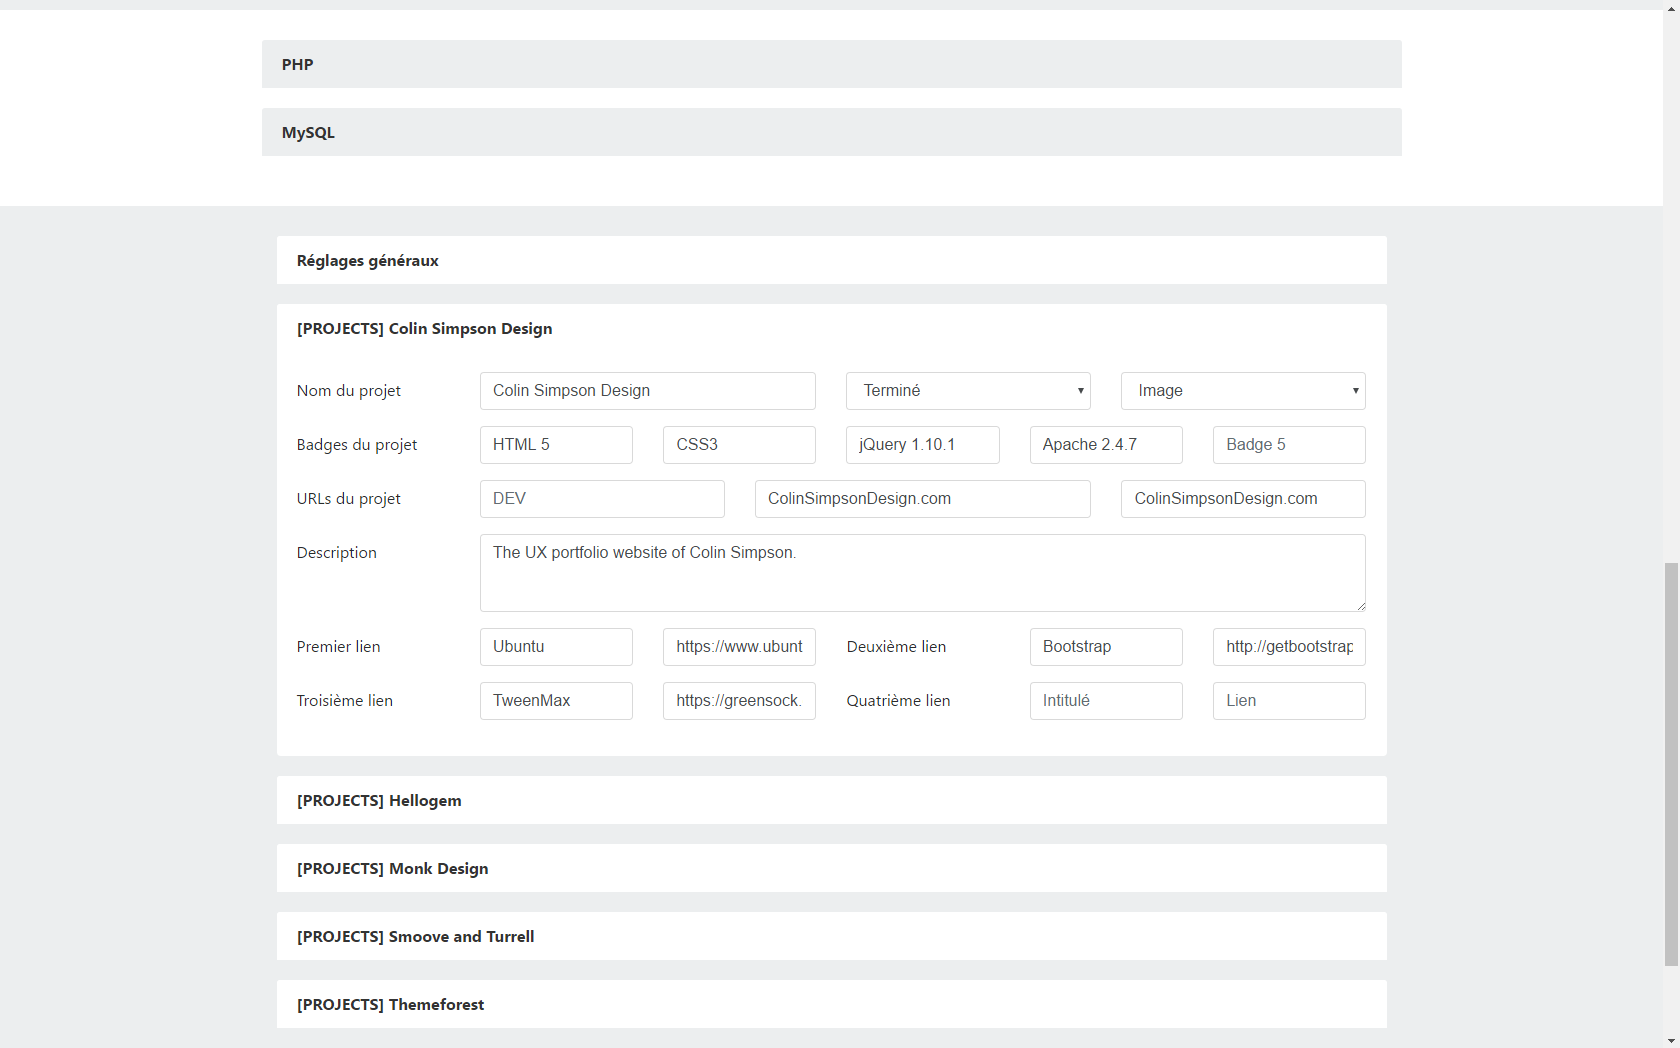 PHP
MySQL
Réglages généraux
[PROJECTS] Colin Simpson Design
Nom du projet Colin Simpson Design Terminé Image
Badges du projet HTML 5 CSS3 jQuery 1.10.1 Apache 2.4.7 Badge 5
URLs du projet DEV ColinSimpsonDesign.com ColinSimpsonDesign.com
Description The UX portfolio website of Colin Simpson.
Premier lien Ubuntu https://www.ubunt Deuxième lien Bootstrap http://getbootstrap
Troisième lien TweenMax https://greensock. Quatrième lien Intitulé Lien
[PROJECTS] Hellogem
[PROJECTS] Monk Design
[PROJECTS] Smoove and Turrell
[PROJECTS] Themeforest